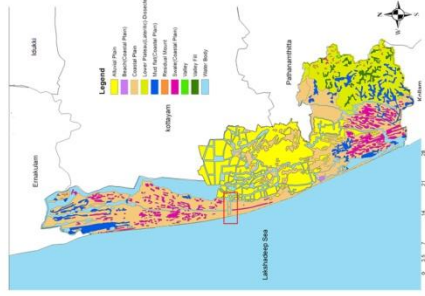 Idukki
Ernakulam
kottayam
Pathanamthitta
Kollam
Lakshadeep Sea
Legend
Alluvial Plain
Beach(Coastal Plain)
Coastal Plain
Lower Plateau(Lateritic)-Dissected
Mud flat(Coastal Plain)
Residual Mount
Swale(Coastal Plain)
Valley
Valley Fill
Water Body
N